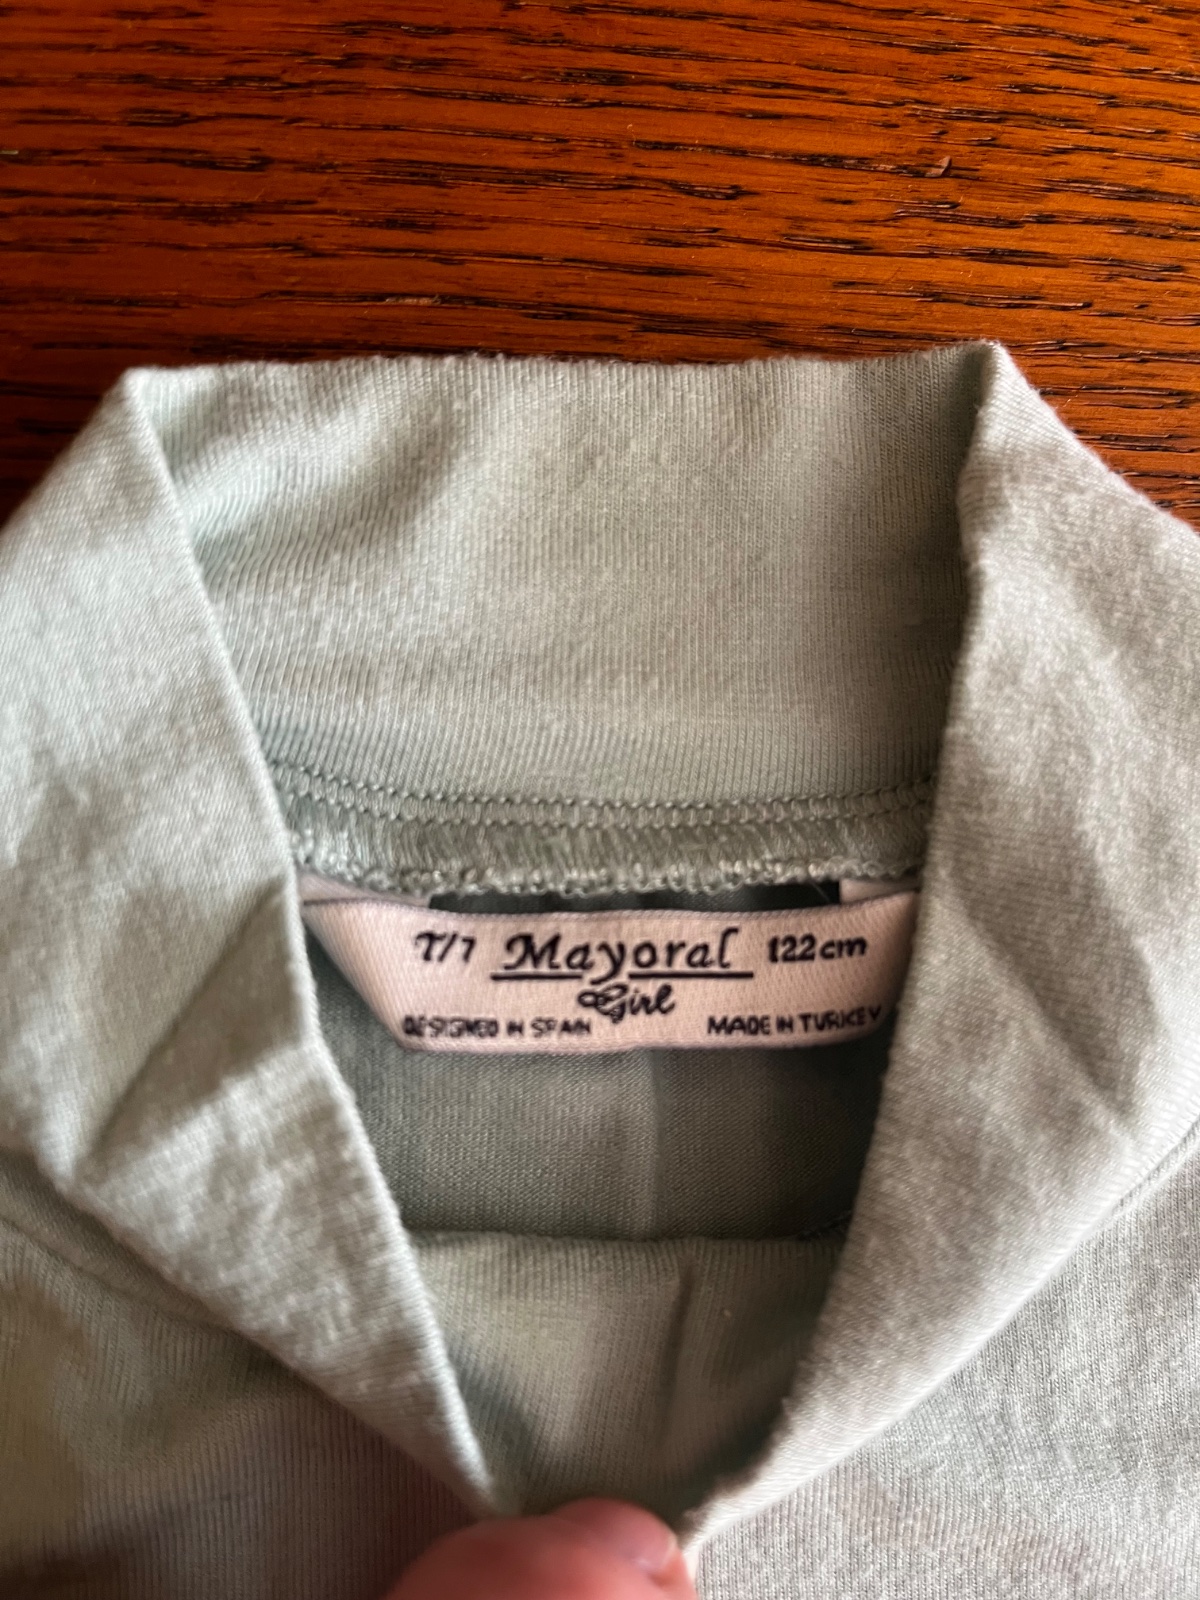 T/7 Mayoral 122cm
Girl
DESIGNED IN SPAIN MADE IN TURKEY